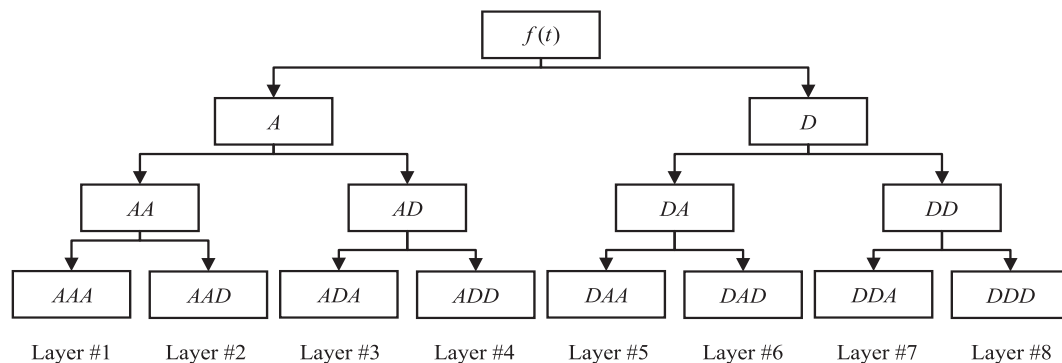 f(t)
A D
AA AD DA DD
AAA AAD ADA ADD DAA DAD DDA DDD
Layer #1 Layer #2 Layer #3 Layer #4 Layer #5 Layer #6 Layer #7 Layer #8